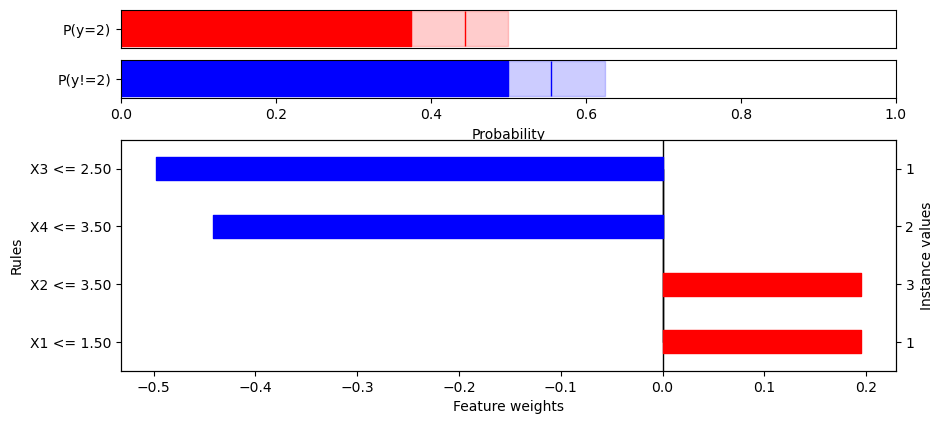 P(y=2)
P(y!=2)
0.0 0.2 0.4 0.6 0.8 1.0
Probability
X3 <= 2.50 1
X4 <= 3.50 2
X2 <= 3.50 3
X1 <= 1.50 1
Rules
Instance values
−0.5 −0.4 −0.3 −0.2 −0.1 0.0 0.1 0.2
Feature weights